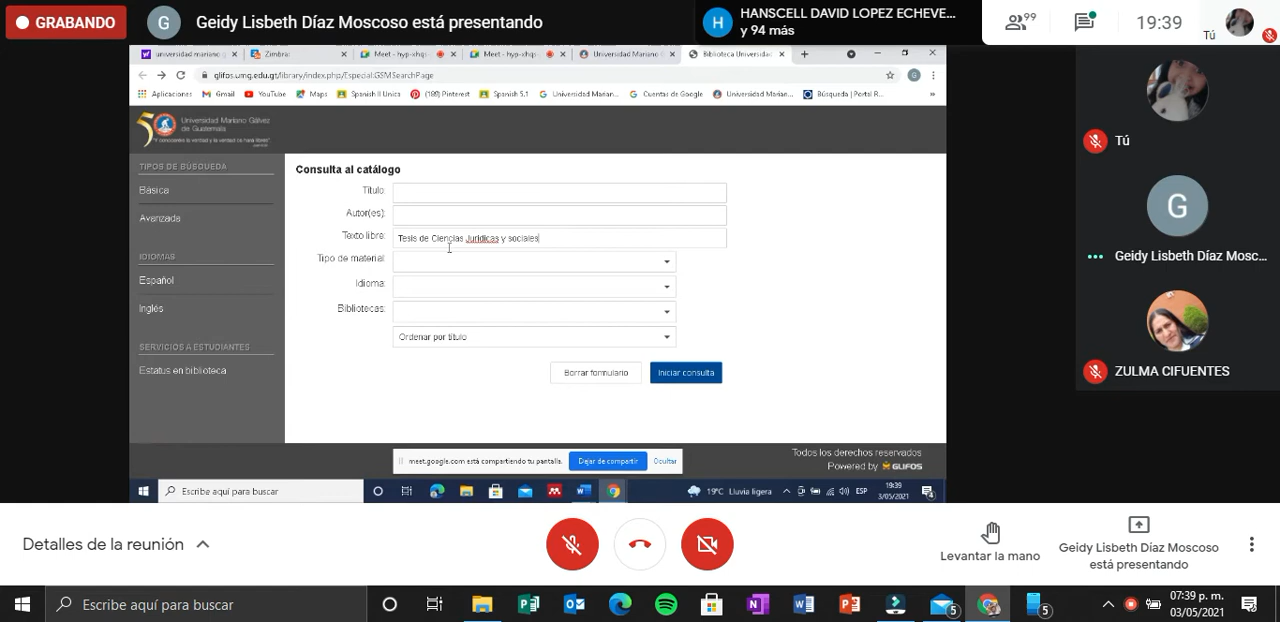 GRABANDO
G
Geidy Lisbeth Díaz Moscoso está presentando
H
HANSCELL DAVID LOPEZ ECHEVE...
y 94 más
99
19:39
Tú
universidad mariano g
Zimbra:
Meet - hyp-xhqs
Meet - hyp-xhqs
Universidad Mariano
Biblioteca Universidad
glifos.umg.edu.gt/library/index.php/Especial:GSMSearchPage
G
Aplicaciones
Gmail
YouTube
Maps
Spanish II Unics
(189) Pinterest
Spanish 5.1
Universidad Marian...
Cuentas de Google
Universidad Marian...
Búsqueda | Portal R...
»
50
Universidad Mariano Gálvez
de Guatemala
TIPOS DE BÚSQUEDA
Básica
Avanzada
IDIOMAS
Español
Inglés
SERVICIOS A ESTUDIANTES
Estatus en biblioteca
Consulta al catálogo
Título:
Autor(es):
Texto libre:
Tesis de Ciencias Jurídicas y sociales
Tipo de material:
Idioma:
Bibliotecas:
Ordenar por título
Borrar formulario
Iniciar consulta
meet.google.com está compartiendo tu pantalla.
Dejar de compartir
Ocultar
Todos los derechos reservados
Powered by GLIFOS
Escribe aquí para buscar
19°C Lluvia ligera
ESP
19:39
3/05/2021
4
Tú
G
Geidy Lisbeth Díaz Mosc...
ZULMA CIFUENTES
Detalles de la reunión
Levantar la mano
Geidy Lisbeth Díaz Moscoso
está presentando
Escribe aquí para buscar
5
5
07:39 p. m.
03/05/2021